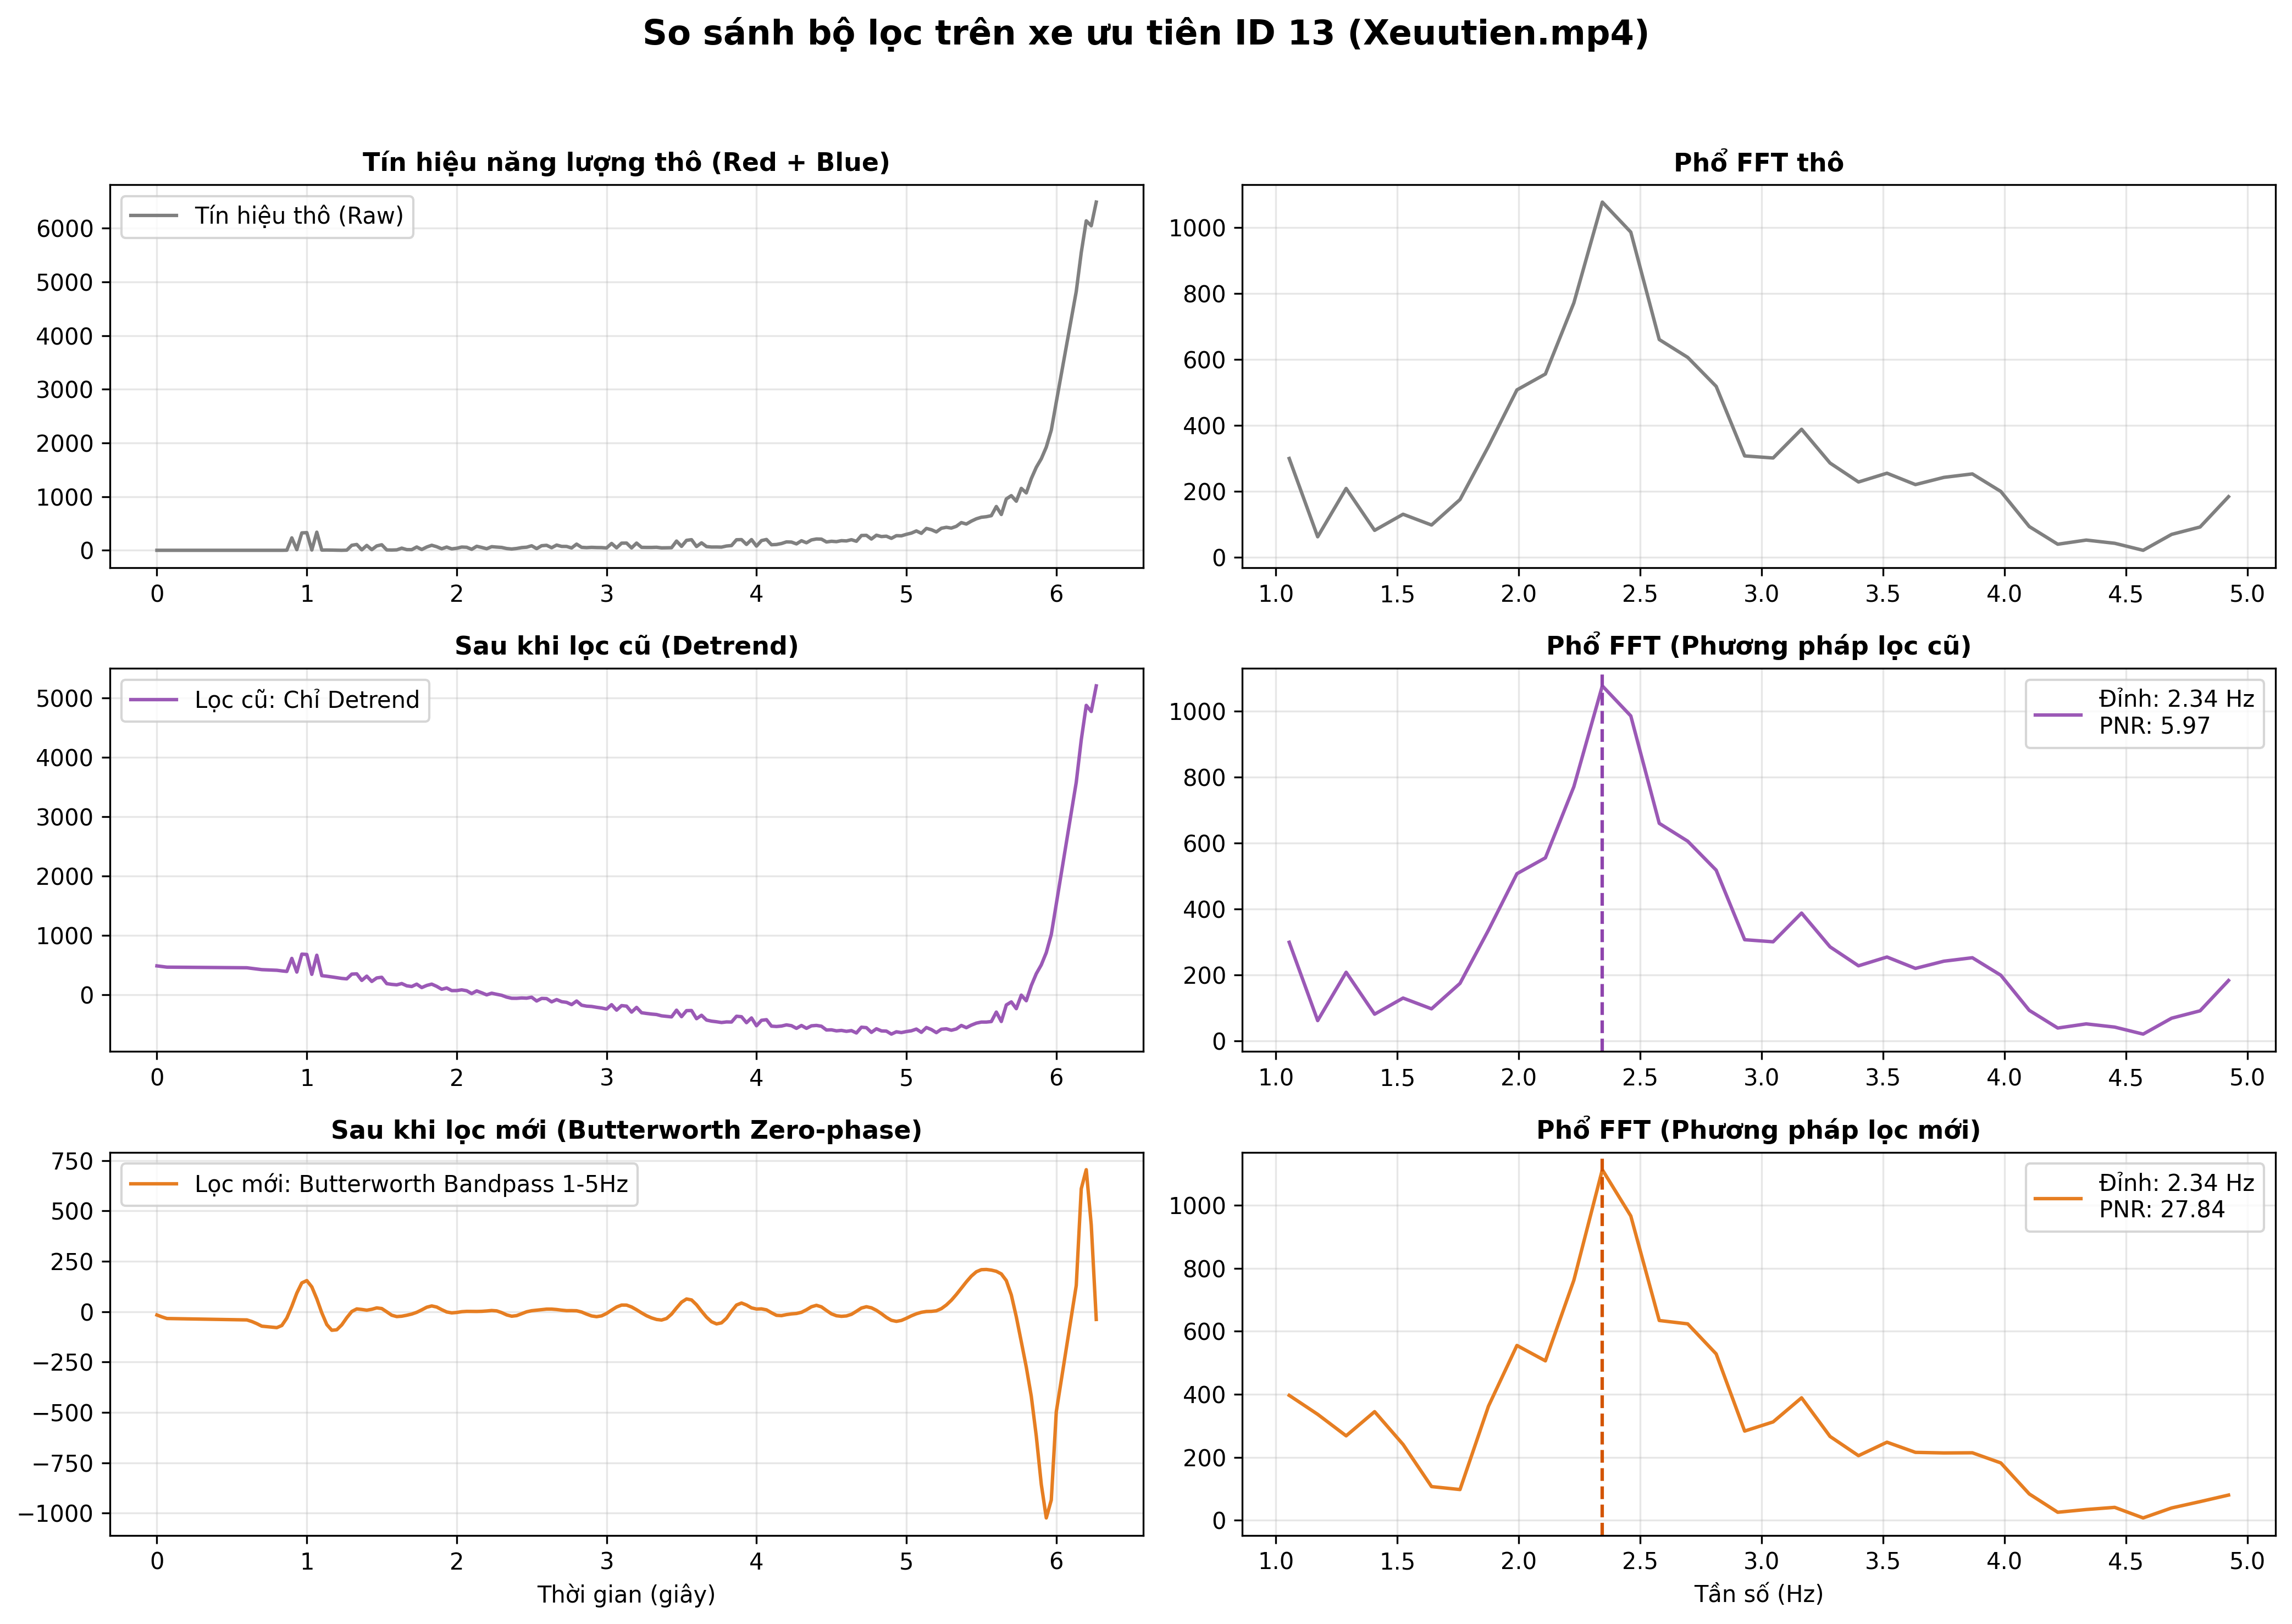 So sánh bộ lọc trên xe ưu tiên ID 13 (Xeuutien.mp4)
Tín hiệu năng lượng thô (Red + Blue)
Tín hiệu thô (Raw)
6000
5000
4000
3000
2000
1000
0
0 1 2 3 4 5 6
Phổ FFT thô
1000
800
600
400
200
0
1.0 1.5 2.0 2.5 3.0 3.5 4.0 4.5 5.0
Sau khi lọc cũ (Detrend)
Lọc cũ: Chỉ Detrend
5000
4000
3000
2000
1000
0
0 1 2 3 4 5 6
Phổ FFT (Phương pháp lọc cũ)
Đỉnh: 2.34 Hz
PNR: 5.97
1000
800
600
400
200
0
1.0 1.5 2.0 2.5 3.0 3.5 4.0 4.5 5.0
Sau khi lọc mới (Butterworth Zero-phase)
Lọc mới: Butterworth Bandpass 1-5Hz
750
500
250
0
−250
−500
−750
−1000
0 1 2 3 4 5 6
Thời gian (giây)
Phổ FFT (Phương pháp lọc mới)
Đỉnh: 2.34 Hz
PNR: 27.84
1000
800
600
400
200
0
1.0 1.5 2.0 2.5 3.0 3.5 4.0 4.5 5.0
Tần số (Hz)